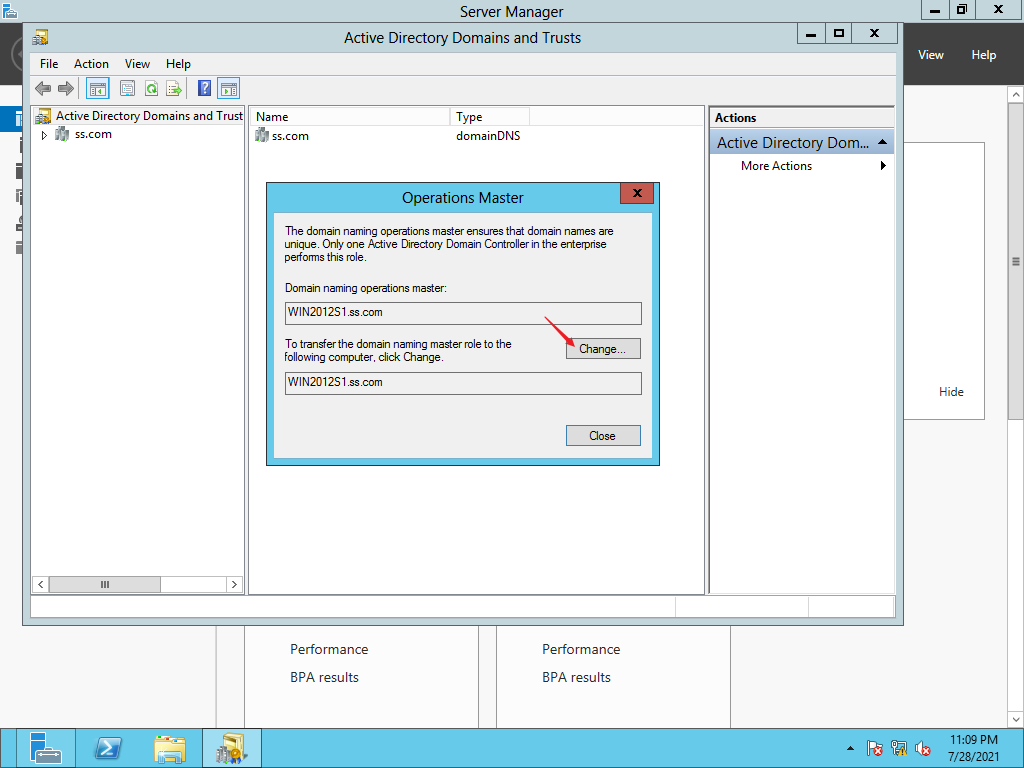 Server Manager
Active Directory Domains and Trusts
View
Help
File
Action
View
Help
Active Directory Domains and Trust
ss.com
Name
Type
ss.com
domainDNS
Actions
Active Directory Dom...
More Actions
Operations Master
The domain naming operations master ensures that domain names are
unique. Only one Active Directory Domain Controller in the enterprise
performs this role.
Domain naming operations master:
WIN2012S1.ss.com
To transfer the domain naming master role to the
following computer, click Change.
Change...
WIN2012S1.ss.com
Close
Hide
Performance
BPA results
Performance
BPA results
11:09 PM
7/28/2021